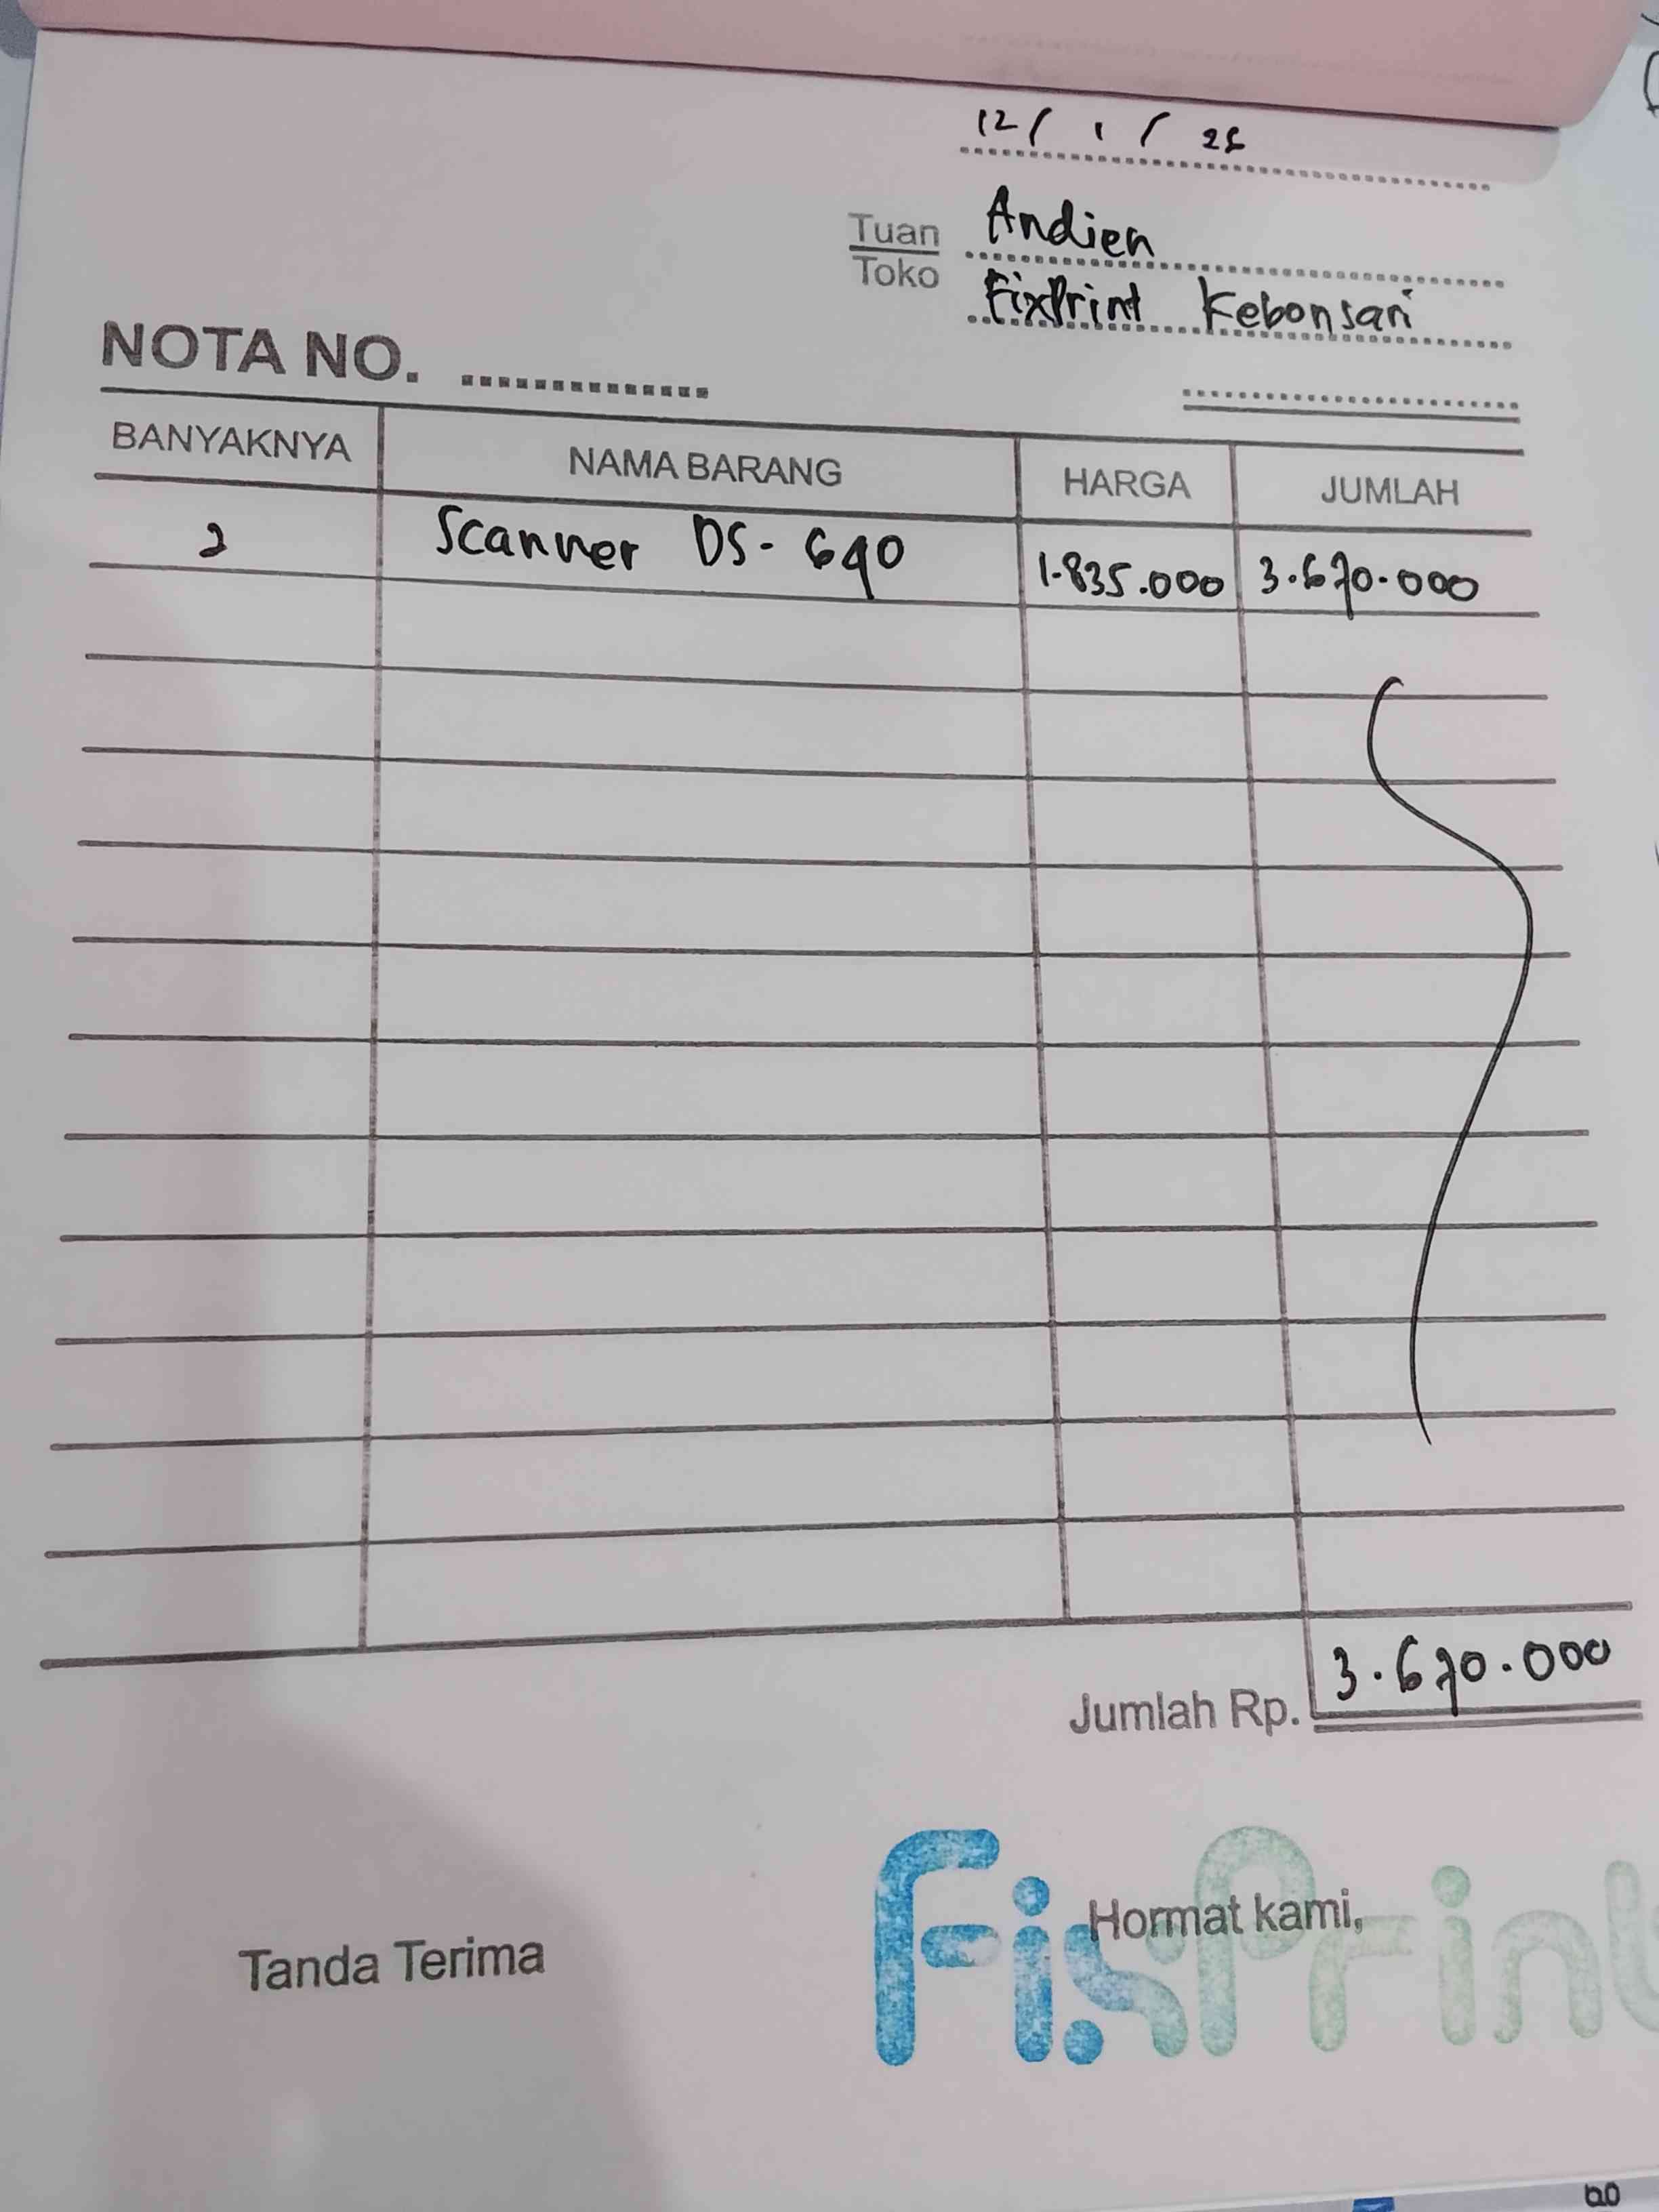 12 / 1 / 25
Tuan Andien
Toko FixPrint Kebonsari
NOTA NO. ...............
BANYAKNYA NAMA BARANG HARGA JUMLAH
2 Scanner DS-640 1.835.000 3.670.000
Jumlah Rp. 3.670.000
Tanda Terima Hormat kami,
FixPrint